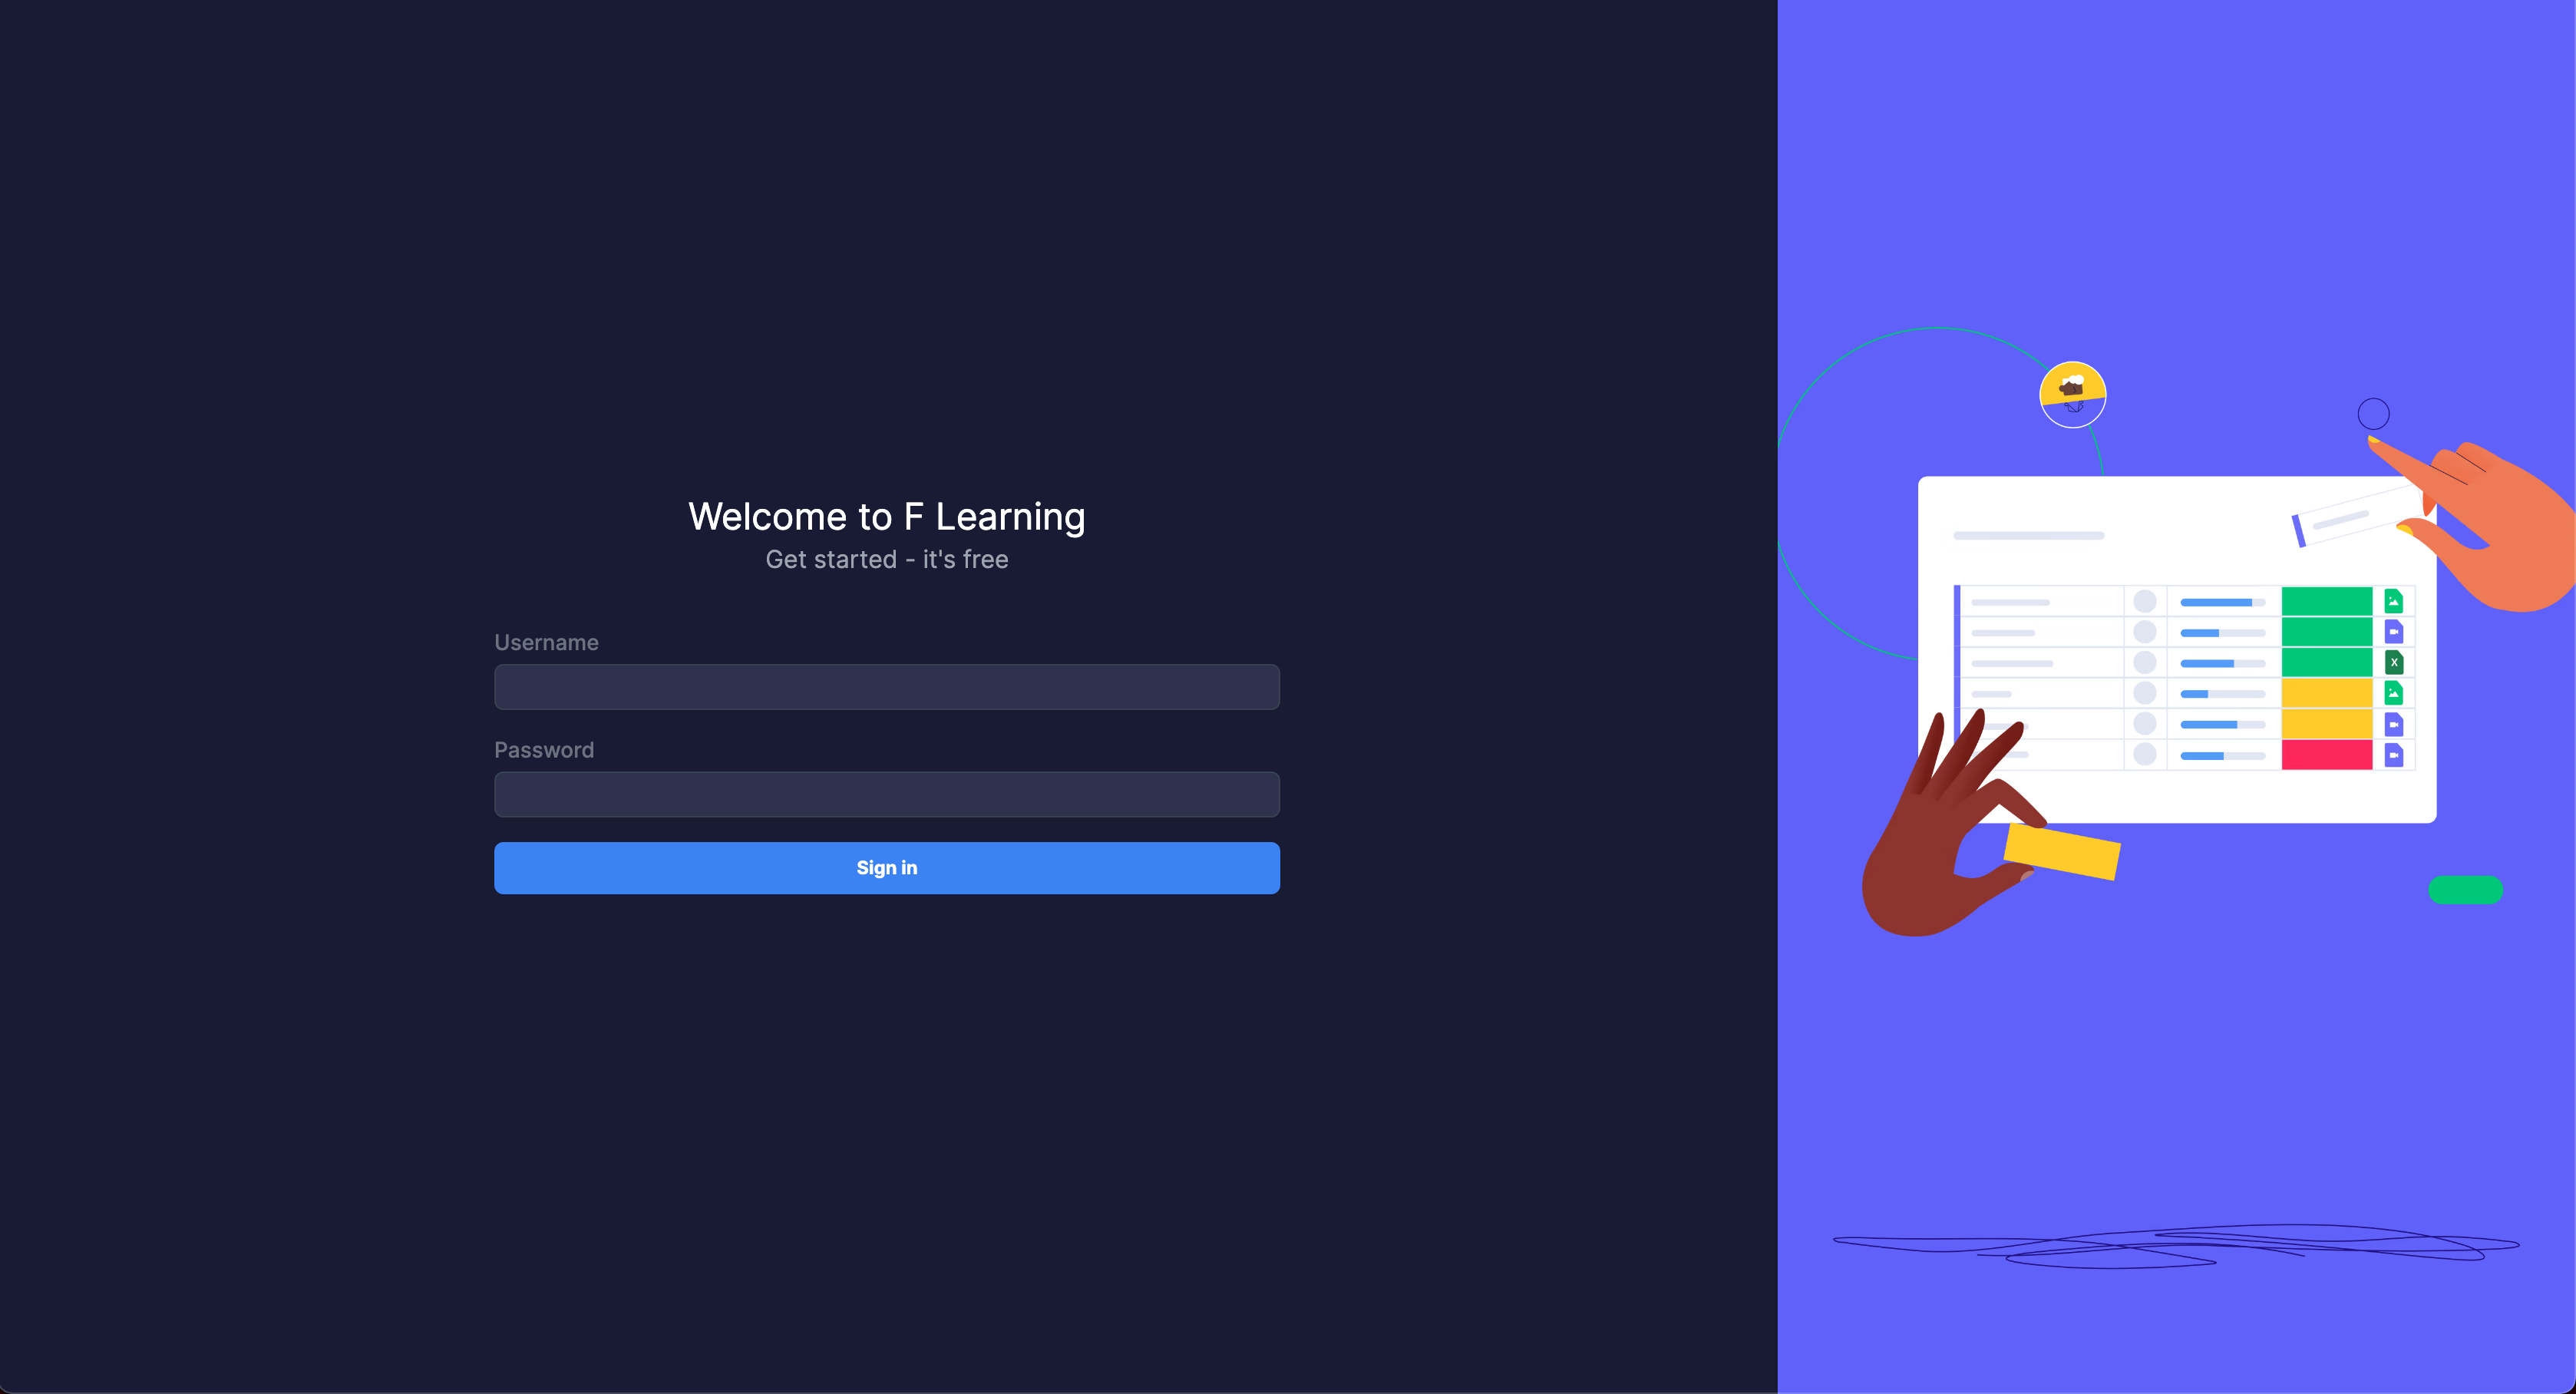 Welcome to F Learning
Get started - it's free
Username
Password
Sign in
X